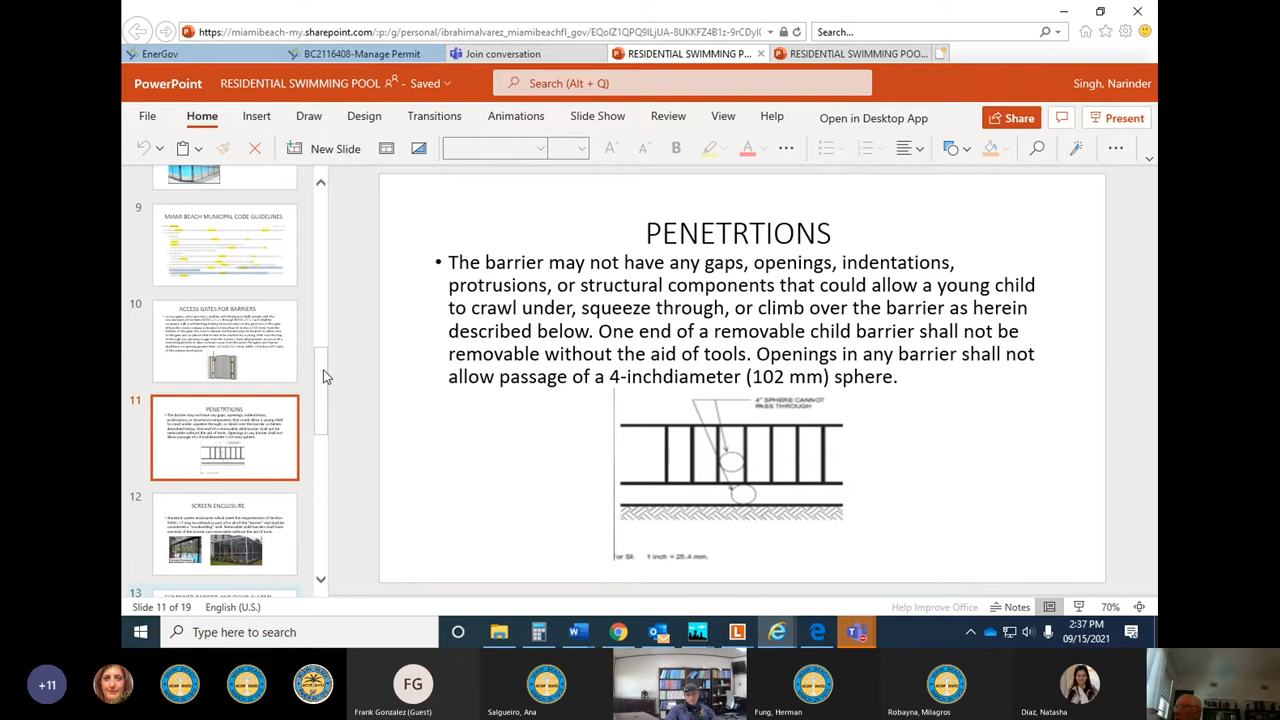 https://miamibeach-my.sharepoint.com/:p:/g/personal/ibrahimalvarez_miamibeachfl_gov/
Search...
EnerGov
BC2116408-Manage Permit
Join conversation
RESIDENTIAL SWIMMING P...
RESIDENTIAL SWIMMING POO...
PowerPoint
RESIDENTIAL SWIMMING POOL - Saved
Search (Alt + Q)
Singh, Narinder
File Home Insert Draw Design Transitions Animations Slide Show Review View Help Open in Desktop App Share Present
New Slide
9
MIAMI BEACH MUNICIPAL CODE GUIDELINES
10
ACCESS GATES FOR BARRIERS
11
PENETRTIONS
12
SCREEN ENCLOSURE
13
PENETRTIONS
• The barrier may not have any gaps, openings, indentations,
protrusions, or structural components that could allow a young child
to crawl under, squeeze through, or climb over the barrier as herein
described below. One end of a removable child barrier shall not be
removable without the aid of tools. Openings in any barrier shall not
allow passage of a 4-inchdiameter (102 mm) sphere.
4" SPHERE CANNOT
PASS THROUGH
or SI: 1 inch = 25.4 mm.
Slide 11 of 19 English (U.S.) Help Improve Office Notes 70%
Type here to search
2:37 PM
09/15/2021
+11
FG
Frank Gonzalez (Guest)
Salgueiro, Ana
Fung, Herman
Robayna, Milagros
Diaz, Natasha